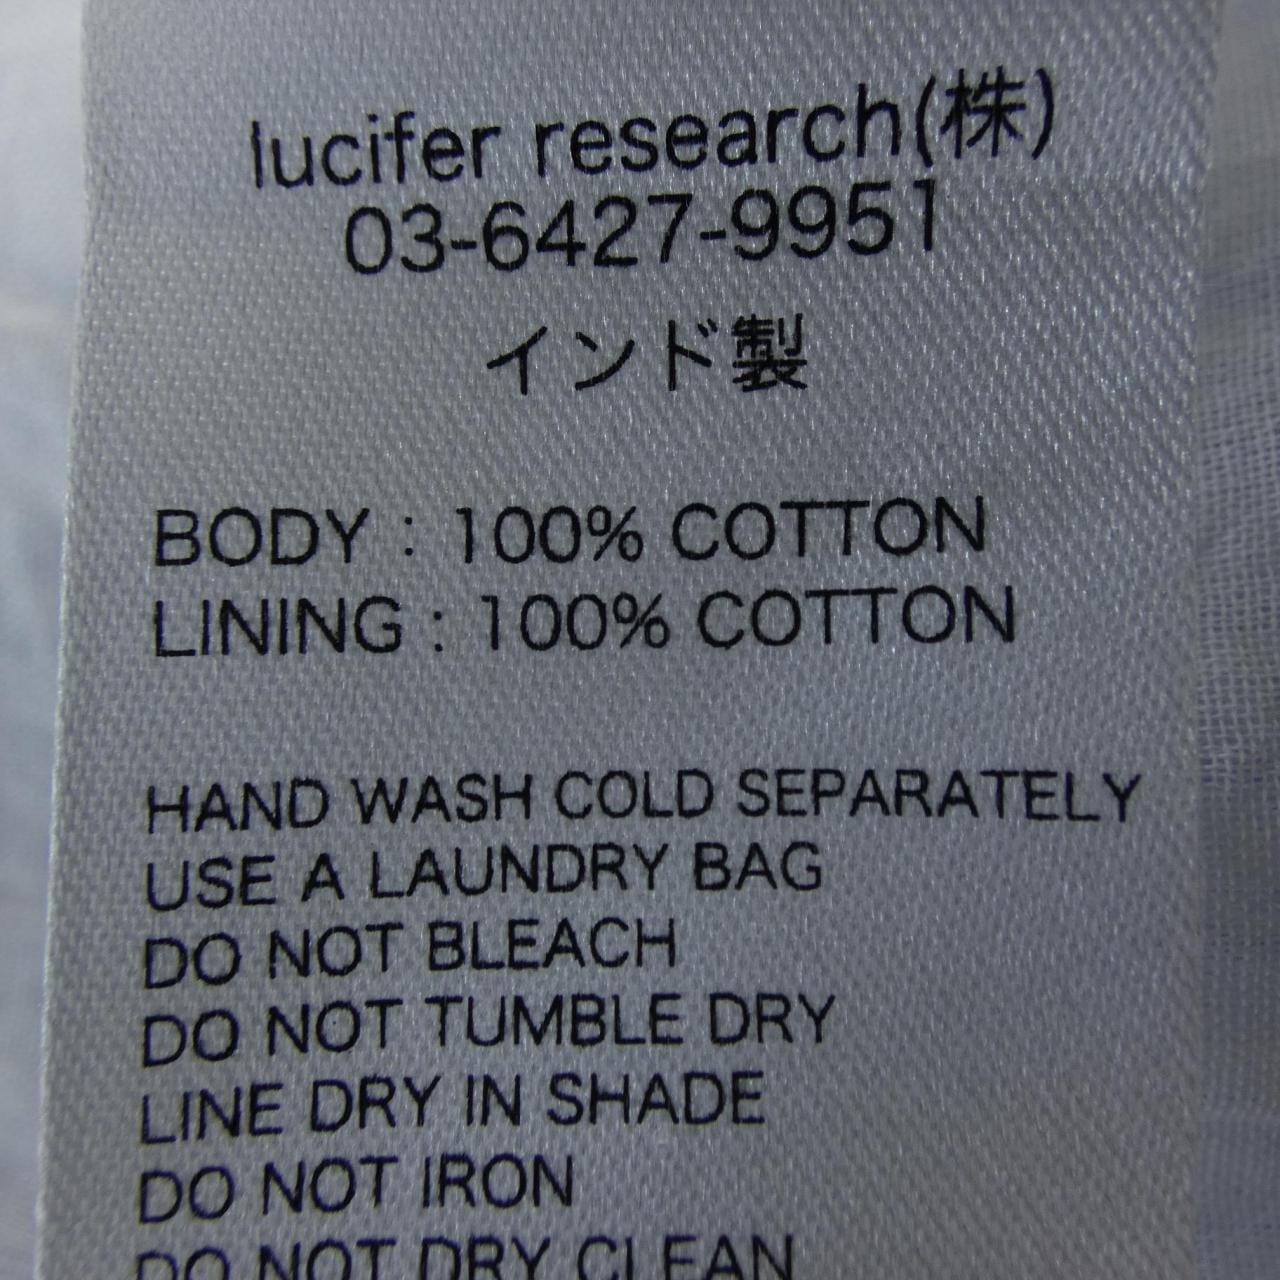 lucifer research(株)
03-6427-9951
インド製
BODY : 100% COTTON
LINING : 100% COTTON
HAND WASH COLD SEPARATELY
USE A LAUNDRY BAG
DO NOT BLEACH
DO NOT TUMBLE DRY
LINE DRY IN SHADE
DO NOT IRON
DO NOT DRY CLEAN